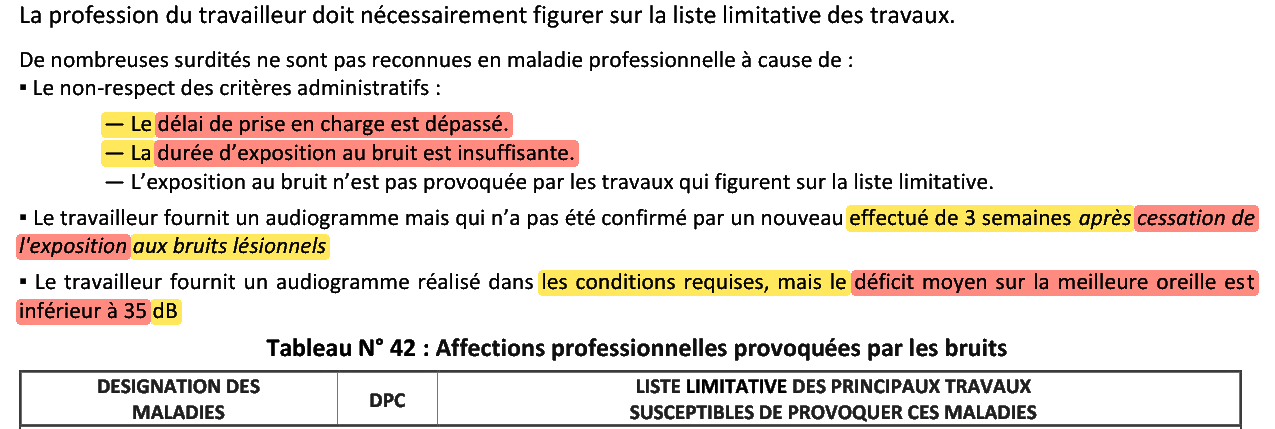 La profession du travailleur doit nécessairement figurer sur la liste limitative des travaux.
De nombreuses surdités ne sont pas reconnues en maladie professionnelle à cause de :
▪ Le non-respect des critères administratifs :
— Le délai de prise en charge est dépassé.
— La durée d’exposition au bruit est insuffisante.
— L’exposition au bruit n’est pas provoquée par les travaux qui figurent sur la liste limitative.
▪ Le travailleur fournit un audiogramme mais qui n’a pas été confirmé par un nouveau effectué de 3 semaines après cessation de
l'exposition aux bruits lésionnels
▪ Le travailleur fournit un audiogramme réalisé dans les conditions requises, mais le déficit moyen sur la meilleure oreille est
inférieur à 35 dB
Tableau N° 42 : Affections professionnelles provoquées par les bruits
DESIGNATION DES
MALADIES
DPC
LISTE LIMITATIVE DES PRINCIPAUX TRAVAUX
SUSCEPTIBLES DE PROVOQUER CES MALADIES